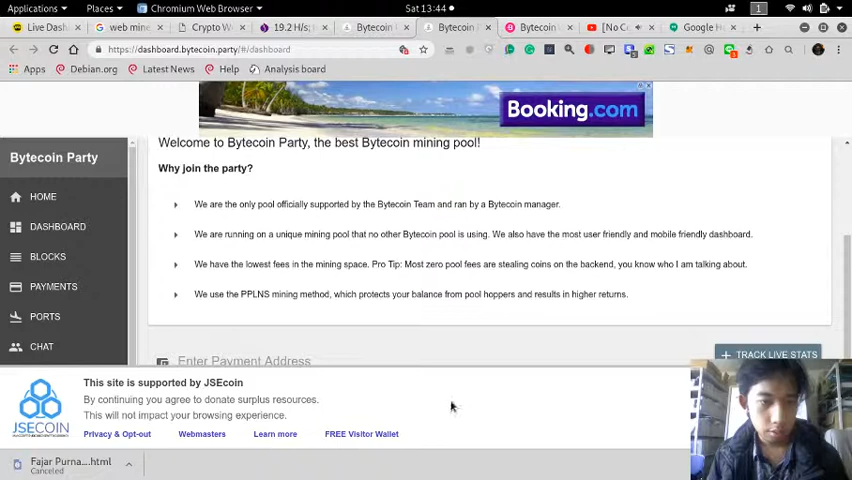 Applications
Places
Chromium Web Browser
Sat 13:44
1
Live Dash
web mine
Crypto W
19.2 H/s:
Bytecoin P
Bytecoin P
Bytecoin
[No C
Google H
https://dashboard.bytecoin.party/#/dashboard
Apps
Debian.org
Latest News
Help
Analysis board
Booking.com
Bytecoin Party
HOME
DASHBOARD
BLOCKS
PAYMENTS
PORTS
CHAT
Welcome to Bytecoin Party, the best Bytecoin mining pool!
Why join the party?
We are the only pool officially supported by the Bytecoin Team and ran by a Bytecoin manager.
We are running on a unique mining pool that no other Bytecoin pool is using. We also have the most user friendly and mobile friendly dashboard.
We have the lowest fees in the mining space. Pro Tip: Most zero pool fees are stealing coins on the backend, you know who I am talking about.
We use the PPLNS mining method, which protects your balance from pool hoppers and results in higher returns.
Enter Payment Address
+ TRACK LIVE STATS
JSECOIN
This site is supported by JSEcoin
By continuing you agree to donate surplus resources.
This will not impact your browsing experience.
Privacy & Opt-out
Webmasters
Learn more
FREE Visitor Wallet
Fajar Purna....html
Canceled